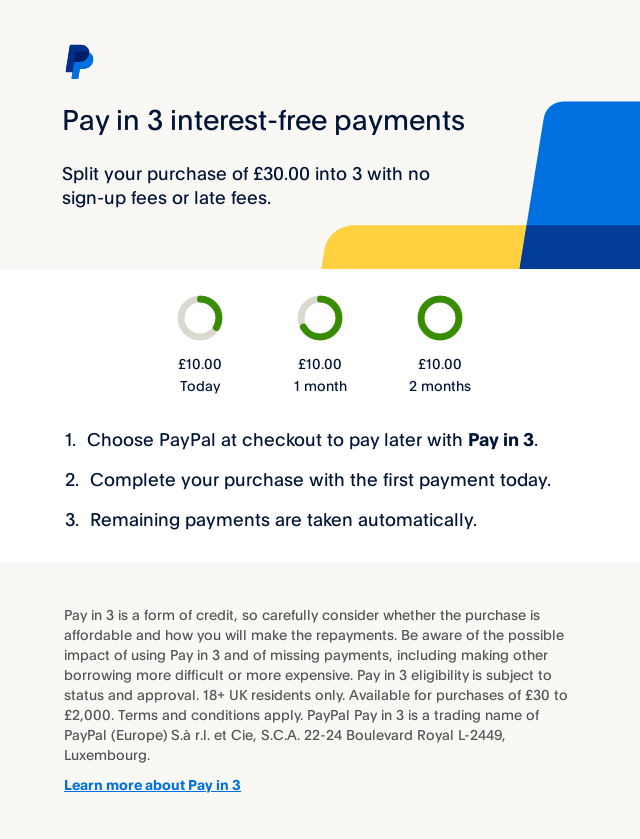 Pay in 3 interest-free payments
Split your purchase of £30.00 into 3 with no
sign-up fees or late fees.
£10.00 £10.00 £10.00
Today 1 month 2 months
1. Choose PayPal at checkout to pay later with Pay in 3.
2. Complete your purchase with the first payment today.
3. Remaining payments are taken automatically.
Pay in 3 is a form of credit, so carefully consider whether the purchase is
affordable and how you will make the repayments. Be aware of the possible
impact of using Pay in 3 and of missing payments, including making other
borrowing more difficult or more expensive. Pay in 3 eligibility is subject to
status and approval. 18+ UK residents only. Available for purchases of £30 to
£2,000. Terms and conditions apply. PayPal Pay in 3 is a trading name of
PayPal (Europe) S.à r.l. et Cie, S.C.A. 22-24 Boulevard Royal L-2449,
Luxembourg.
Learn more about Pay in 3